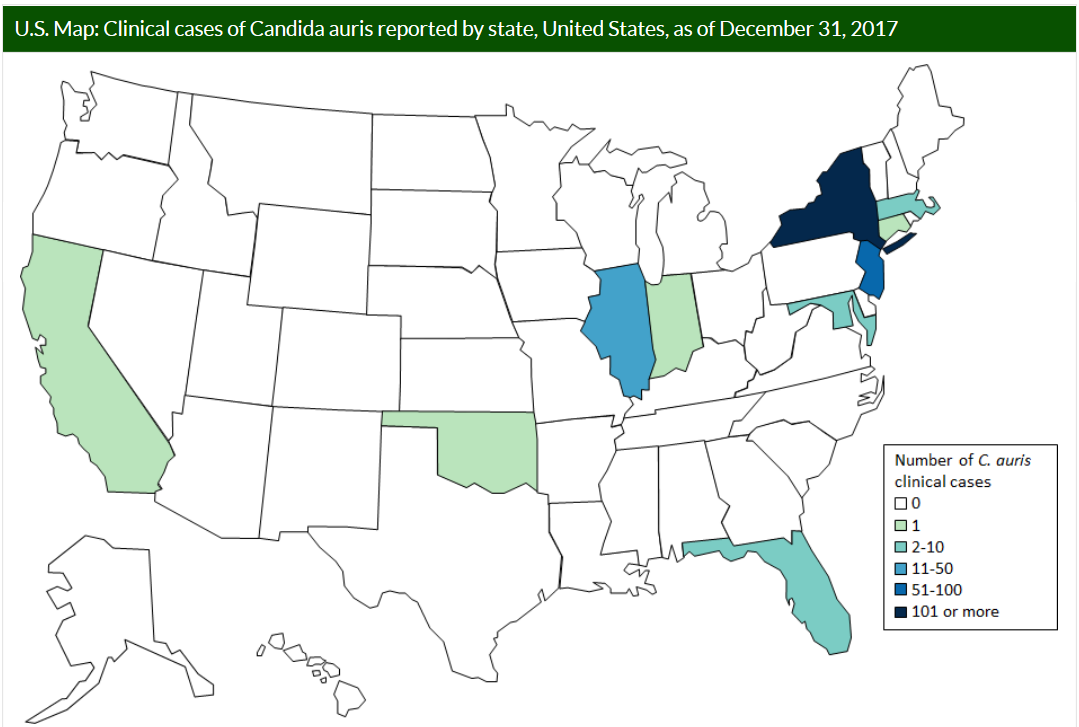 U.S. Map: Clinical cases of Candida auris reported by state, United States, as of December 31, 2017
Number of C. auris
clinical cases
0
1
2-10
11-50
51-100
101 or more